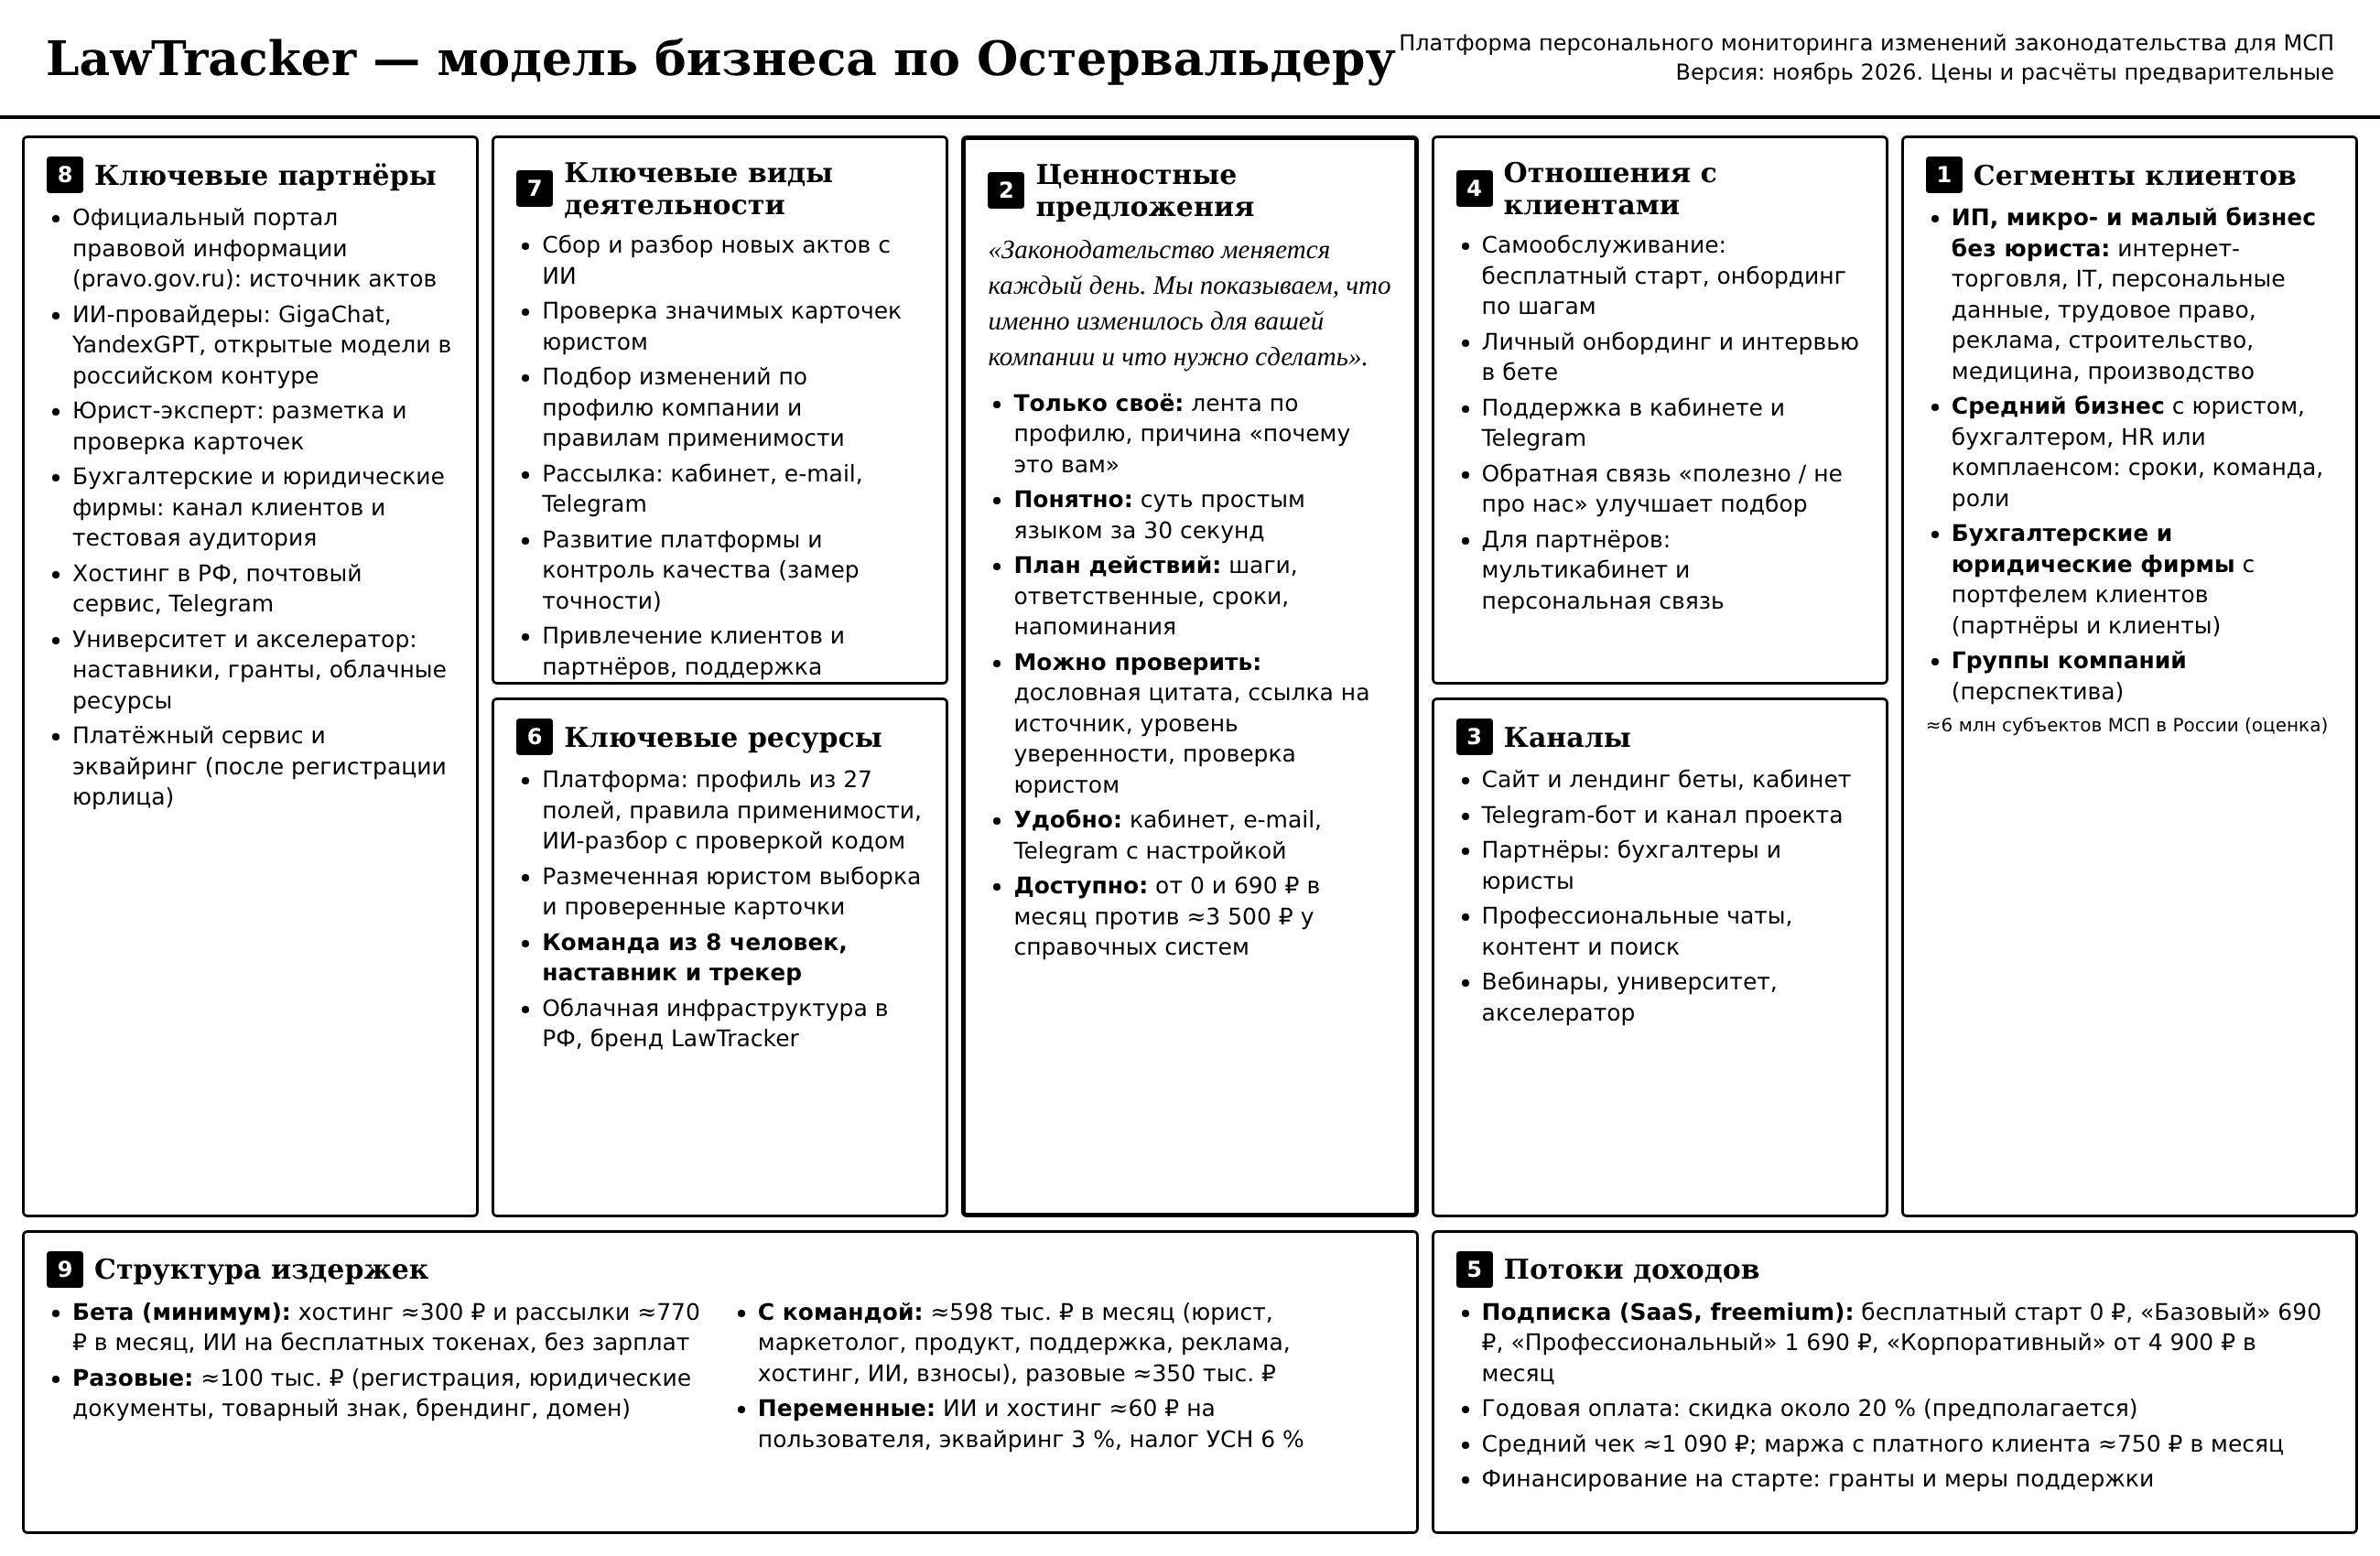 LawTracker — модель бизнеса по Остервальдеру
Платформа персонального мониторинга изменений законодательства для МСП
Версия: ноябрь 2026. Цены и расчёты предварительные
8 Ключевые партнёры
• Официальный портал
правовой информации
(pravo.gov.ru): источник актов
• ИИ-провайдеры: GigaChat,
YandexGPT, открытые модели в
российском контуре
• Юрист-эксперт: разметка и
проверка карточек
• Бухгалтерские и юридические
фирмы: канал клиентов и
тестовая аудитория
• Хостинг в РФ, почтовый
сервис, Telegram
• Университет и акселератор:
наставники, гранты, облачные
ресурсы
• Платёжный сервис и
эквайринг (после регистрации
юрлица)
7 Ключевые виды
деятельности
• Сбор и разбор новых актов с
ИИ
• Проверка значимых карточек
юристом
• Подбор изменений по
профилю компании и
правилам применимости
• Рассылка: кабинет, e-mail,
Telegram
• Развитие платформы и
контроль качества (замер
точности)
• Привлечение клиентов и
партнёров, поддержка
6 Ключевые ресурсы
• Платформа: профиль из 27
полей, правила применимости,
ИИ-разбор с проверкой кодом
• Размеченная юристом выборка
и проверенные карточки
• Команда из 8 человек,
наставник и трекер
• Облачная инфраструктура в
РФ, бренд LawTracker
2 Ценностные
предложения
«Законодательство меняется
каждый день. Мы показываем, что
именно изменилось для вашей
компании и что нужно сделать».
• Только своё: лента по
профилю, причина «почему
это вам»
• Понятно: суть простым
языком за 30 секунд
• План действий: шаги,
ответственные, сроки,
напоминания
• Можно проверить:
дословная цитата, ссылка на
источник, уровень
уверенности, проверка
юристом
• Удобно: кабинет, e-mail,
Telegram с настройкой
• Доступно: от 0 и 690 ₽ в
месяц против ≈3 500 ₽ у
справочных систем
4 Отношения с
клиентами
• Самообслуживание:
бесплатный старт, онбординг
по шагам
• Личный онбординг и интервью
в бете
• Поддержка в кабинете и
Telegram
• Обратная связь «полезно / не
про нас» улучшает подбор
• Для партнёров:
мультикабинет и
персональная связь
3 Каналы
• Сайт и лендинг беты, кабинет
• Telegram-бот и канал проекта
• Партнёры: бухгалтеры и
юристы
• Профессиональные чаты,
контент и поиск
• Вебинары, университет,
акселератор
1 Сегменты клиентов
• ИП, микро- и малый бизнес
без юриста: интернет-
торговля, IT, персональные
данные, трудовое право,
реклама, строительство,
медицина, производство
• Средний бизнес с юристом,
бухгалтером, HR или
комплаенсом: сроки, команда,
роли
• Бухгалтерские и
юридические фирмы с
портфелем клиентов
(партнёры и клиенты)
• Группы компаний
(перспектива)
≈6 млн субъектов МСП в России (оценка)
9 Структура издержек
• Бета (минимум): хостинг ≈300 ₽ и рассылки ≈770
₽ в месяц, ИИ на бесплатных токенах, без зарплат
• Разовые: ≈100 тыс. ₽ (регистрация, юридические
документы, товарный знак, брендинг, домен)
• С командой: ≈598 тыс. ₽ в месяц (юрист,
маркетолог, продукт, поддержка, реклама,
хостинг, ИИ, взносы), разовые ≈350 тыс. ₽
• Переменные: ИИ и хостинг ≈60 ₽ на
пользователя, эквайринг 3 %, налог УСН 6 %
5 Потоки доходов
• Подписка (SaaS, freemium): бесплатный старт 0 ₽, «Базовый» 690
₽, «Профессиональный» 1 690 ₽, «Корпоративный» от 4 900 ₽ в
месяц
• Годовая оплата: скидка около 20 % (предполагается)
• Средний чек ≈1 090 ₽; маржа с платного клиента ≈750 ₽ в месяц
• Финансирование на старте: гранты и меры поддержки